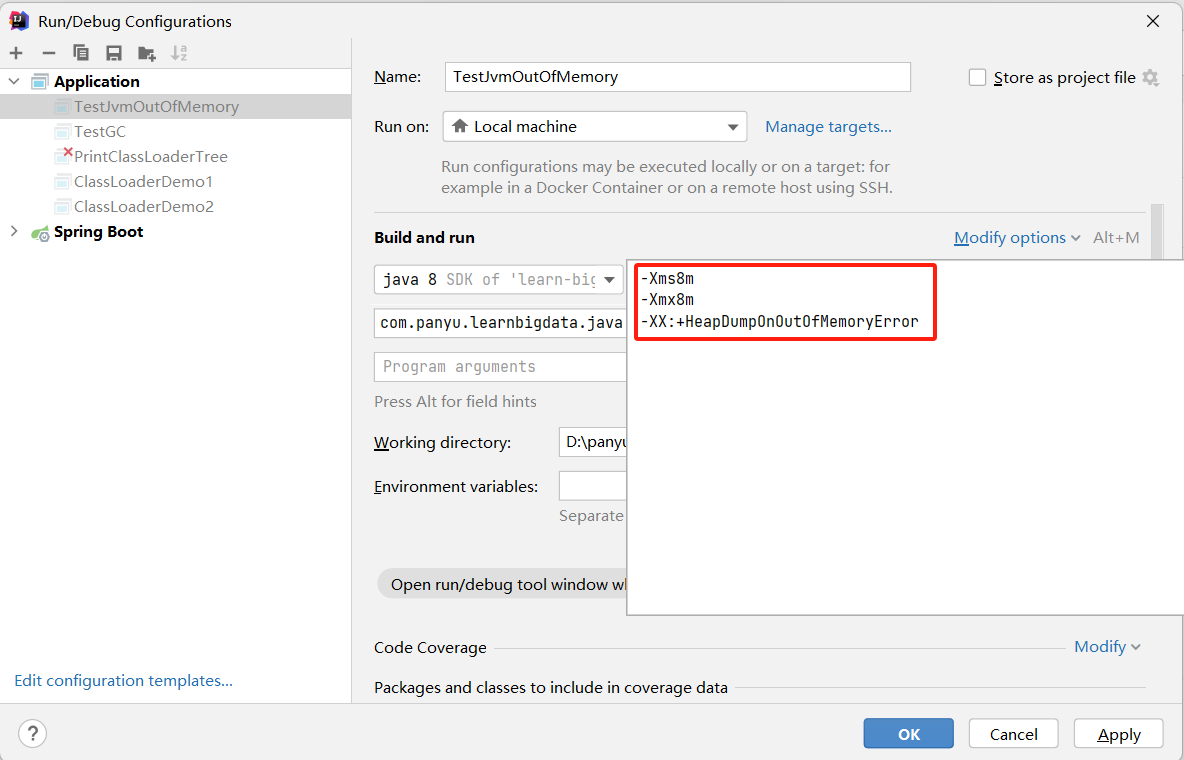 Run/Debug Configurations
Application
TestJvmOutOfMemory
TestGC
PrintClassLoaderTree
ClassLoaderDemo1
ClassLoaderDemo2
Spring Boot
Edit configuration templates...
Name: TestJvmOutOfMemory Store as project file
Run on: Local machine Manage targets...
Run configurations may be executed locally or on a target: for
example in a Docker Container or on a remote host using SSH.
Build and run Modify options Alt+M
java 8 SDK of 'learn-big
-Xms8m
-Xmx8m
-XX:+HeapDumpOnOutOfMemoryError
com.panyu.learnbigdata.java
Program arguments
Press Alt for field hints
Working directory: D:\panyu
Environment variables:
Separate
Open run/debug tool window
Code Coverage Modify
Packages and classes to include in coverage data
? OK Cancel Apply